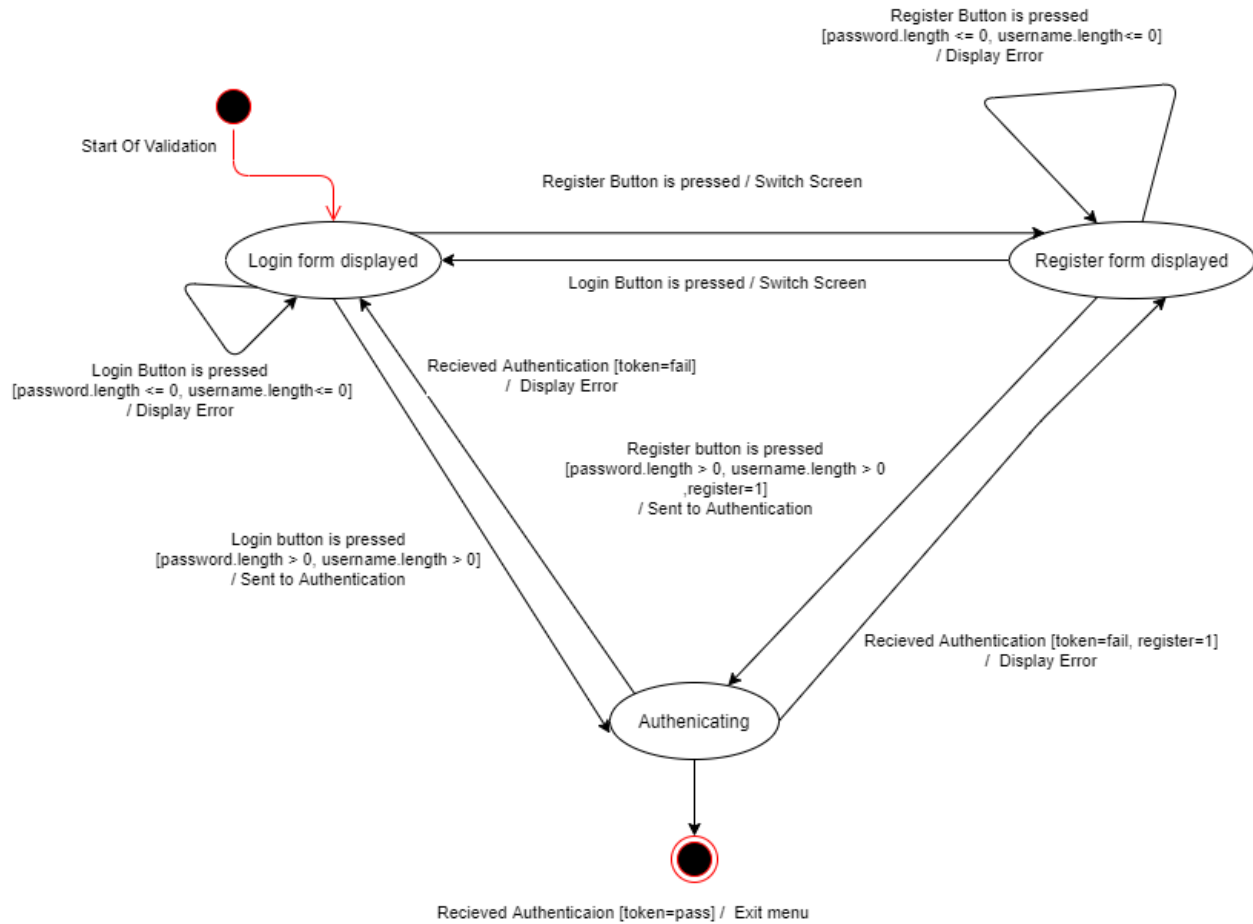 Register Button is pressed
[password.length <= 0, username.length<= 0]
/ Display Error
Start Of Validation
Register Button is pressed / Switch Screen
Login form displayed
Register form displayed
Login Button is pressed / Switch Screen
Login Button is pressed
[password.length <= 0, username.length<= 0]
/ Display Error
Recieved Authentication [token=fail]
/ Display Error
Register button is pressed
[password.length > 0, username.length > 0
,register=1]
/ Sent to Authentication
Login button is pressed
[password.length > 0, username.length > 0]
/ Sent to Authentication
Recieved Authentication [token=fail, register=1]
/ Display Error
Authenicating
Recieved Authenticaion [token=pass] / Exit menu